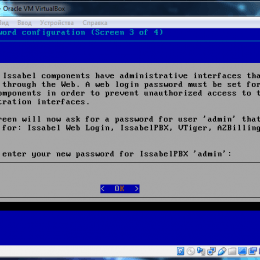 Oracle VM VirtualBox
Вид Ввод Устройства Справка
word configuration (Screen 3 of 4)
Issabel components have administrative interfaces tha
through the Web. A web login password must be set for
omponents in order to prevent unauthorized access to t
tration interfaces.
reen will now ask for a password for user 'admin' that
for: Issabel Web Login, IssabelPBX, VTiger, A2Billing
enter your new password for IssabelPBX 'admin':
< OK >